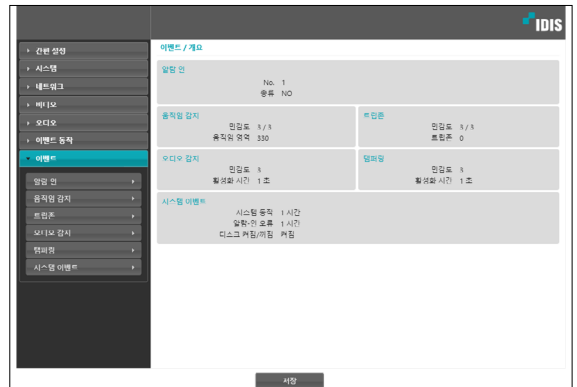 IDIS
간편 설정
시스템
네트워크
비디오
오디오
이벤트 동작
이벤트
알람 인
움직임 감지
트립존
오디오 감지
탬퍼링
시스템 이벤트
이벤트 / 개요
알람 인
No. 1
종류 NO
움직임 감지
민감도 3 / 3
움직임 영역 330
트립존
민감도 3 / 3
트립존 0
오디오 감지
민감도 3
활성화 시간 1 초
탬퍼링
민감도 3
활성화 시간 1 초
시스템 이벤트
시스템 동작 1 시간
알람-인 오류 1 시간
디스크 켜짐/꺼짐 켜짐
저장